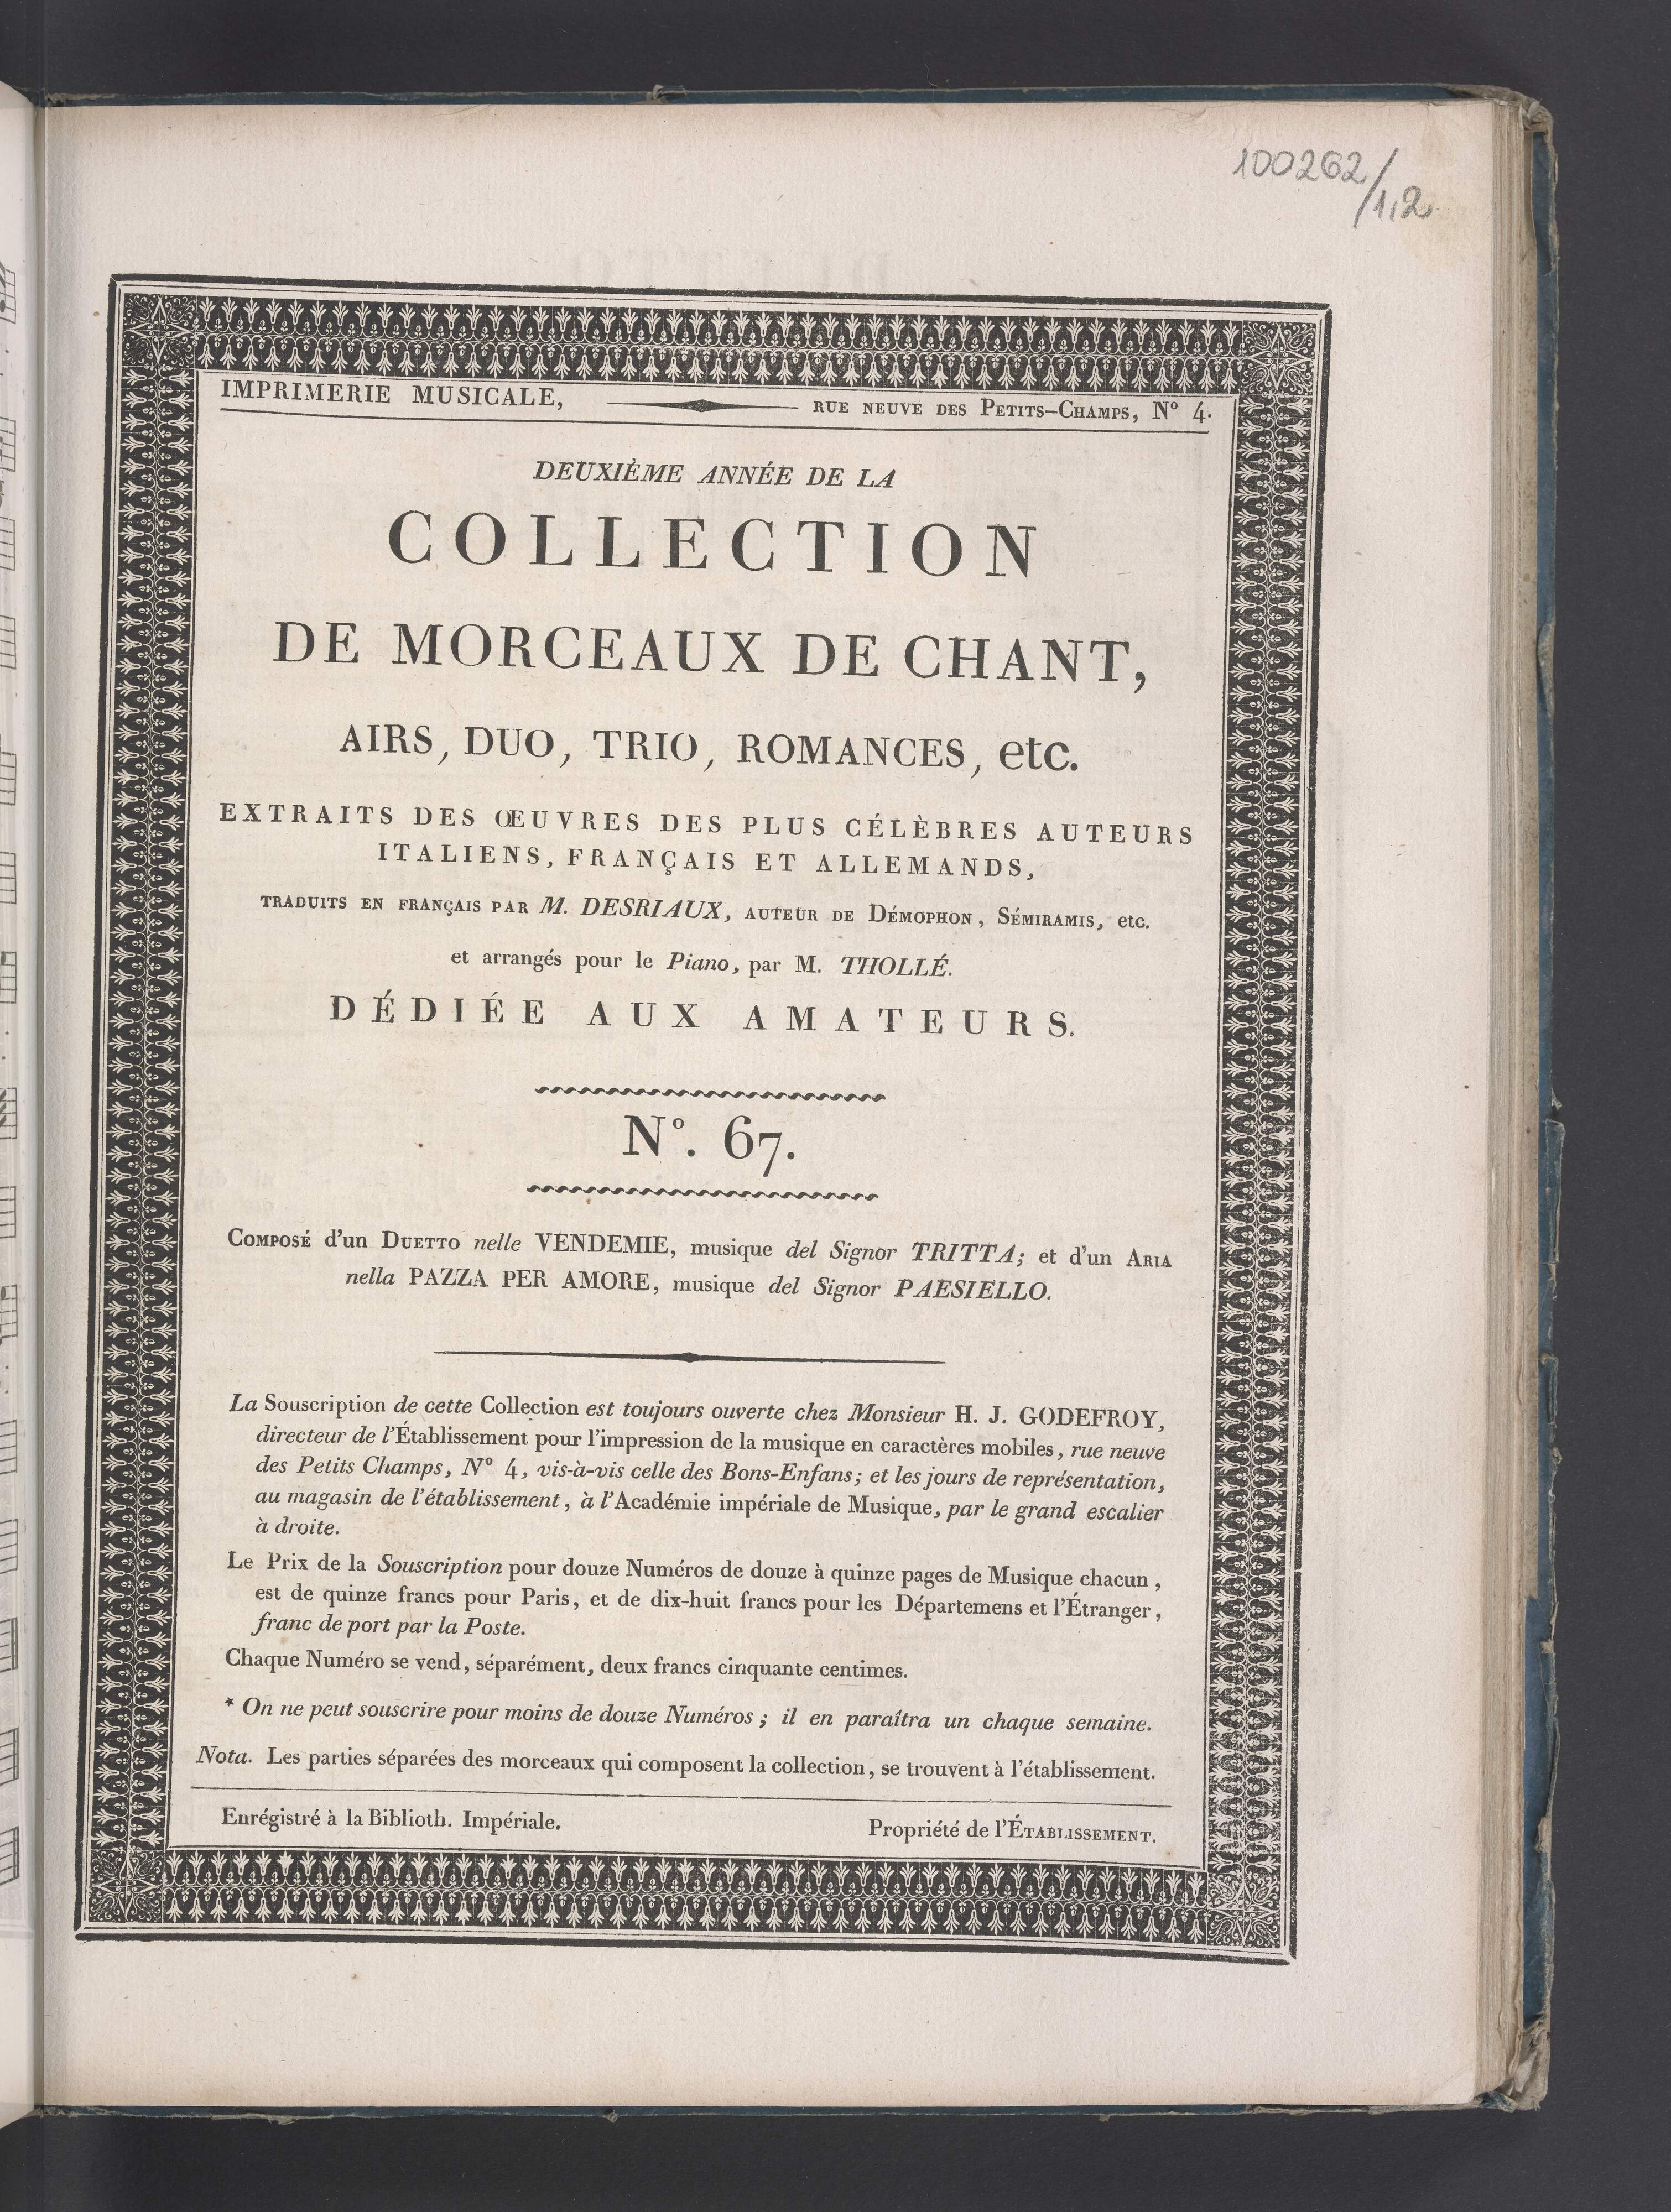 100262/1,2
IMPRIMERIE MUSICALE, RUE NEUVE DES PETITS-CHAMPS, Nº 4.
DEUXIÈME ANNÉE DE LA
COLLECTION
DE MORCEAUX DE CHANT,
AIRS, DUO, TRIO, ROMANCES, etc.
EXTRAITS DES ŒUVRES DES PLUS CÉLÈBRES AUTEURS
ITALIENS, FRANÇAIS ET ALLEMANDS,
TRADUITS EN FRANÇAIS PAR M. DESRIAUX, AUTEUR DE DÉMOPHON, SÉMIRAMIS, etc.
et arrangés pour le Piano, par M. THOLLÉ.
DÉDIÉE AUX AMATEURS.
Nº. 67.
COMPOSÉ d'un DUETTO nelle VENDEMIE, musique del Signor TRITTA; et d'un ARIA
nella PAZZA PER AMORE, musique del Signor PAESIELLO.
La Souscription de cette Collection est toujours ouverte chez Monsieur H. J. GODEFROY,
directeur de l'Établissement pour l'impression de la musique en caractères mobiles, rue neuve
des Petits Champs, Nº 4, vis-à-vis celle des Bons-Enfans; et les jours de représentation,
au magasin de l'établissement, à l'Académie impériale de Musique, par le grand escalier
à droite.
Le Prix de la Souscription pour douze Numéros de douze à quinze pages de Musique chacun,
est de quinze francs pour Paris, et de dix-huit francs pour les Départemens et l'Étranger,
franc de port par la Poste.
Chaque Numéro se vend, séparément, deux francs cinquante centimes.
* On ne peut souscrire pour moins de douze Numéros; il en paraîtra un chaque semaine.
Nota. Les parties séparées des morceaux qui composent la collection, se trouvent à l'établissement.
Enrégistré à la Biblioth. Impériale. Propriété de l'ÉTABLISSEMENT.